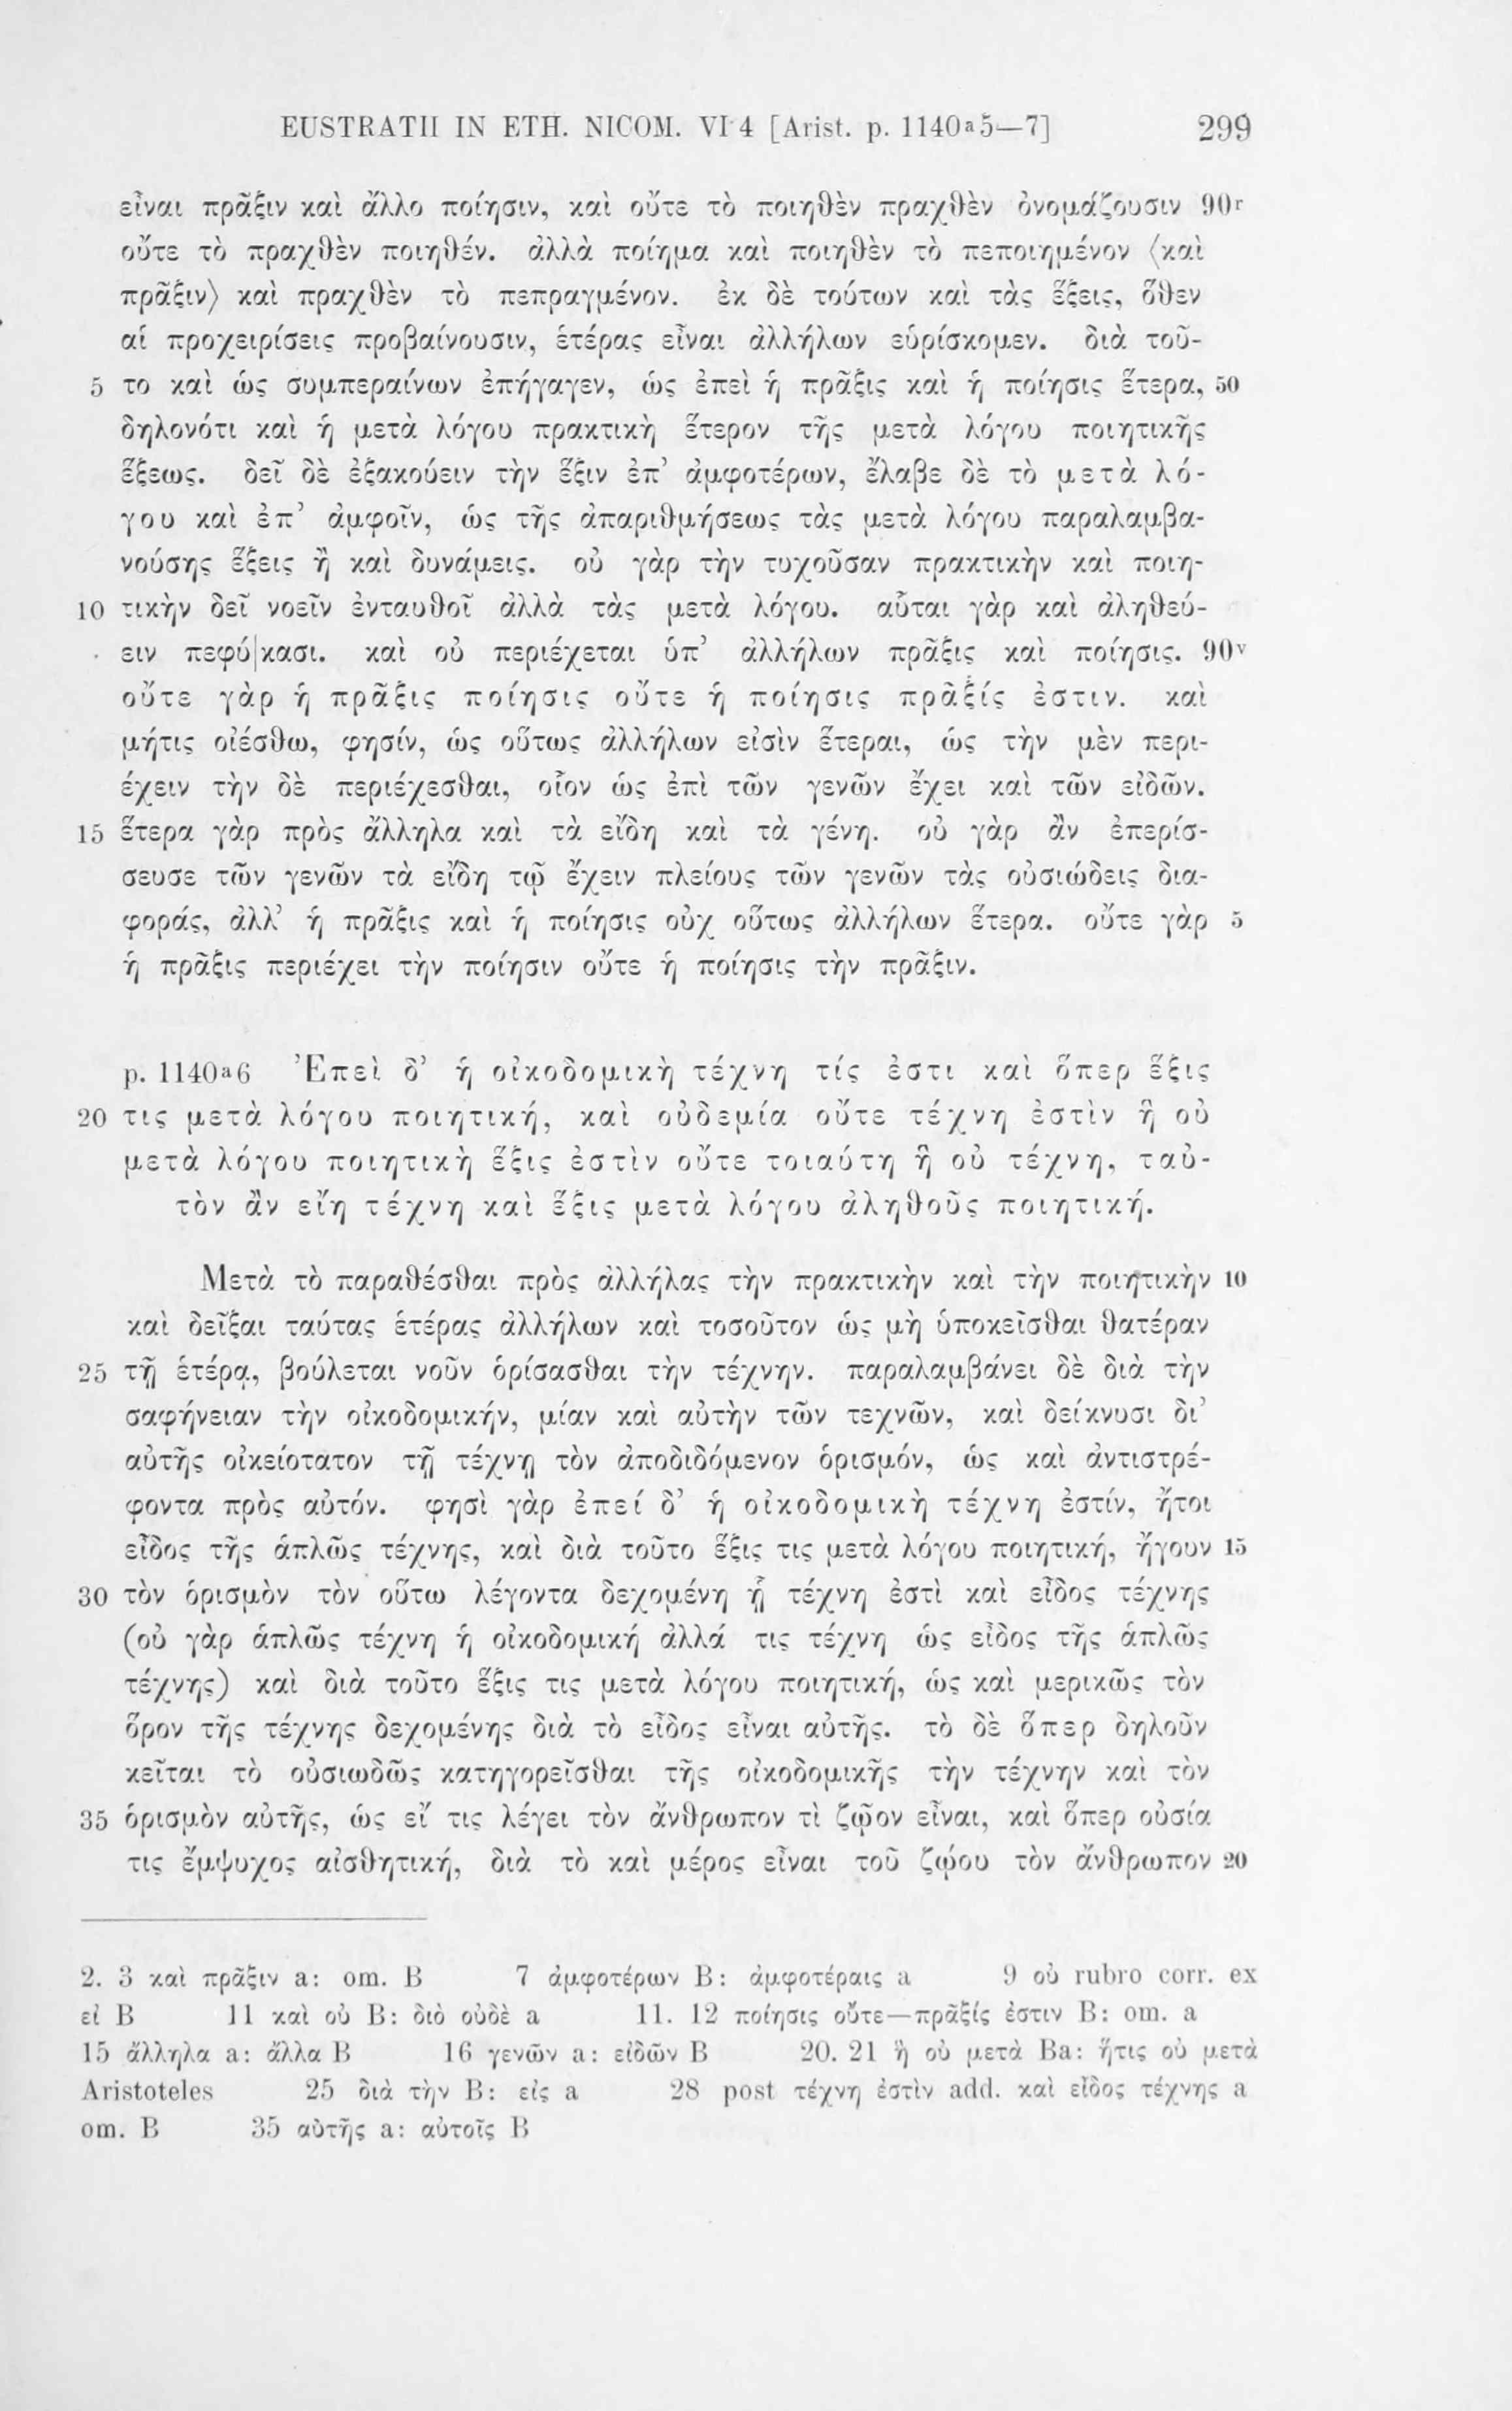 EUSTRATII IN ETH. NICOM. VI 4 [Arist. p. 1140a5—7] 299
εἶναι πρᾶξιν καὶ ἄλλο ποίησιν, καὶ οὔτε τὸ ποιηθὲν πραχθὲν ὀνομάζουσιν 90r
οὔτε τὸ πραχθὲν ποιηθέν. ἀλλὰ ποίημα καὶ ποιηθὲν τὸ πεποιημένον ⟨καὶ
πρᾶξιν⟩ καὶ πραχθὲν τὸ πεπραγμένον. ἐκ δὲ τούτων καὶ τὰς ἕξεις, ὅθεν
αἱ προχειρίσεις προβαίνουσιν, ἑτέρας εἶναι ἀλλήλων εὑρίσκομεν. διὰ τοῦ-
5 το καὶ ὡς συμπεραίνων ἐπήγαγεν, ὡς ἐπεὶ ἡ πρᾶξις καὶ ἡ ποίησις ἕτερα, 50
δηλονότι καὶ ἡ μετὰ λόγου πρακτικὴ ἕτερον τῆς μετὰ λόγου ποιητικῆς
ἕξεως. δεῖ δὲ ἐξακούειν τὴν ἕξιν ἐπ’ ἀμφοτέρων, ἔλαβε δὲ τὸ μετὰ λό-
γου καὶ ἐπ’ ἀμφοῖν, ὡς τῆς ἀπαριθμήσεως τὰς μετὰ λόγου παραλαμβα-
νούσης ἕξεις ἢ καὶ δυνάμεις. οὐ γὰρ τὴν τυχοῦσαν πρακτικὴν καὶ ποιη-
10 τικὴν δεῖ νοεῖν ἐνταυθοῖ ἀλλὰ τὰς μετὰ λόγου. αὗται γὰρ καὶ ἀληθεύ-
ειν πεφύ|κασι. καὶ οὐ περιέχεται ὑπ’ ἀλλήλων πρᾶξις καὶ ποίησις. 90v
οὔτε γὰρ ἡ πρᾶξις ποίησις οὔτε ἡ ποίησις πρᾶξίς ἐστιν. καὶ
μήτις οἰέσθω, φησίν, ὡς οὕτως ἀλλήλων εἰσὶν ἕτεραι, ὡς τὴν μὲν περι-
έχειν τὴν δὲ περιέχεσθαι, οἷον ὡς ἐπὶ τῶν γενῶν ἔχει καὶ τῶν εἰδῶν.
15 ἕτερα γὰρ πρὸς ἄλληλα καὶ τὰ εἴδη καὶ τὰ γένη. οὐ γὰρ ἂν ἐπερίσ-
σευσε τῶν γενῶν τὰ εἴδη τῷ ἔχειν πλείους τῶν γενῶν τὰς οὐσιώδεις δια-
φοράς, ἀλλ’ ἡ πρᾶξις καὶ ἡ ποίησις οὐχ οὕτως ἀλλήλων ἕτερα. οὔτε γὰρ 5
ἡ πρᾶξις περιέχει τὴν ποίησιν οὔτε ἡ ποίησις τὴν πρᾶξιν.
p. 1140a6 Ἐπεὶ δ’ ἡ οἰκοδομικὴ τέχνη τίς ἐστι καὶ ὅπερ ἕξις
20 τις μετὰ λόγου ποιητική, καὶ οὐδεμία οὔτε τέχνη ἐστὶν ἣ οὐ
μετὰ λόγου ποιητικὴ ἕξις ἐστὶν οὔτε τοιαύτη ἣ οὐ τέχνη, ταὐ-
τὸν ἂν εἴη τέχνη καὶ ἕξις μετὰ λόγου ἀληθοῦς ποιητική.
Μετὰ τὸ παραθέσθαι πρὸς ἀλλήλας τὴν πρακτικὴν καὶ τὴν ποιητικὴν 10
καὶ δεῖξαι ταύτας ἑτέρας ἀλλήλων καὶ τοσοῦτον ὡς μὴ ὑποκεῖσθαι θατέραν
25 τῇ ἑτέρᾳ, βούλεται νοῦν ὁρίσασθαι τὴν τέχνην. παραλαμβάνει δὲ διὰ τὴν
σαφήνειαν τὴν οἰκοδομικήν, μίαν καὶ αὐτὴν τῶν τεχνῶν, καὶ δείκνυσι δι’
αὐτῆς οἰκειότατον τῇ τέχνῃ τὸν ἀποδιδόμενον ὁρισμόν, ὡς καὶ ἀντιστρέ-
φοντα πρὸς αὐτόν. φησὶ γὰρ ἐπεί δ’ ἡ οἰκοδομικὴ τέχνη ἐστίν, ἤτοι
εἶδος τῆς ἁπλῶς τέχνης, καὶ διὰ τοῦτο ἕξις τις μετὰ λόγου ποιητική, ἤγουν 15
30 τὸν ὁρισμὸν τὸν οὕτω λέγοντα δεχομένη ᾗ τέχνη ἐστὶ καὶ εἶδος τέχνης
(οὐ γὰρ ἁπλῶς τέχνη ἡ οἰκοδομική ἀλλά τις τέχνη ὡς εἶδος τῆς ἁπλῶς
τέχνης) καὶ διὰ τοῦτο ἕξις τις μετὰ λόγου ποιητική, ὡς καὶ μερικῶς τὸν
ὅρον τῆς τέχνης δεχομένης διὰ τὸ εἶδος εἶναι αὐτῆς. τὸ δὲ ὅπερ δηλοῦν
κεῖται τὸ οὐσιωδῶς κατηγορεῖσθαι τῆς οἰκοδομικῆς τὴν τέχνην καὶ τὸν
35 ὁρισμὸν αὐτῆς, ὡς εἴ τις λέγει τὸν ἄνθρωπον τὶ ζῷον εἶναι, καὶ ὅπερ οὐσία
τις ἔμψυχος αἰσθητική, διὰ τὸ καὶ μέρος εἶναι τοῦ ζῴου τὸν ἄνθρωπον 20
2. 3 καὶ πρᾶξιν a: om. B 7 ἀμφοτέρων B: ἀμφοτέραις a 9 οὐ rubro corr. ex
εἰ B 11 καὶ οὐ B: διὸ οὐδὲ a 11. 12 ποίησις οὔτε—πρᾶξίς ἐστιν B: om. a
15 ἄλληλα a: ἄλλα B 16 γενῶν a: εἰδῶν B 20. 21 ἣ οὐ μετὰ Ba: ἥτις οὐ μετὰ
Aristoteles 25 διὰ τὴν B: εἰς a 28 post τέχνη ἐστὶν add. καὶ εἶδος τέχνης a
om. B 35 αὐτῆς a: αὐτοῖς B